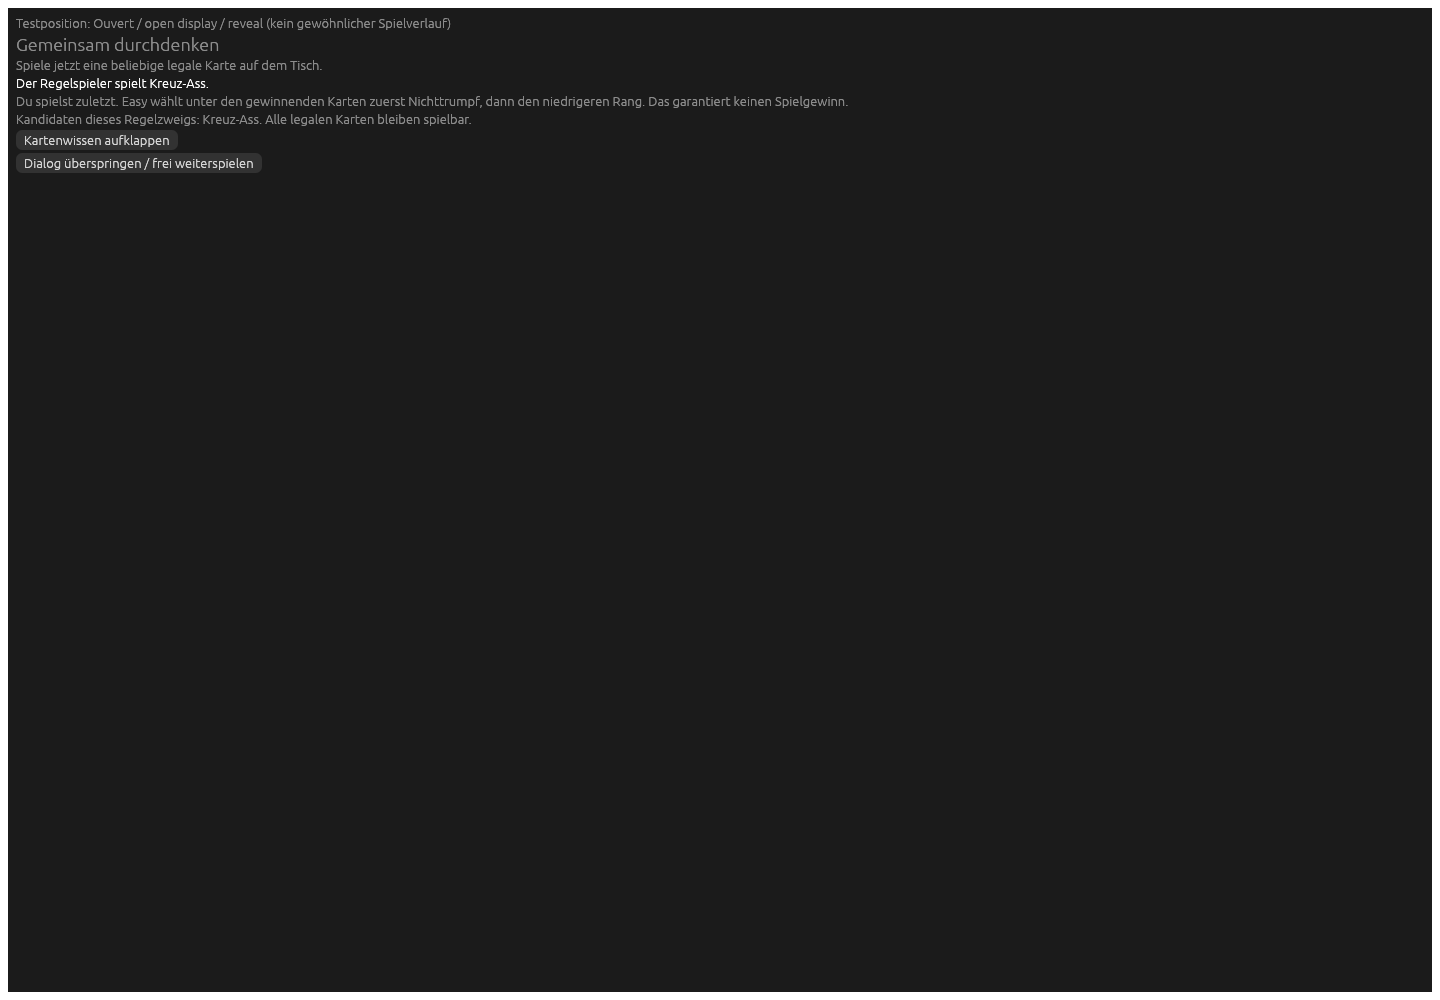 Testposition: Ouvert / open display / reveal (kein gewöhnlicher Spielverlauf)
Gemeinsam durchdenken
Spiele jetzt eine beliebige legale Karte auf dem Tisch.
Der Regelspieler spielt Kreuz-Ass.
Du spielst zuletzt. Easy wählt unter den gewinnenden Karten zuerst Nichttrumpf, dann den niedrigeren Rang. Das garantiert keinen Spielgewinn.
Kandidaten dieses Regelzweigs: Kreuz-Ass. Alle legalen Karten bleiben spielbar.
Kartenwissen aufklappen
Dialog überspringen / frei weiterspielen